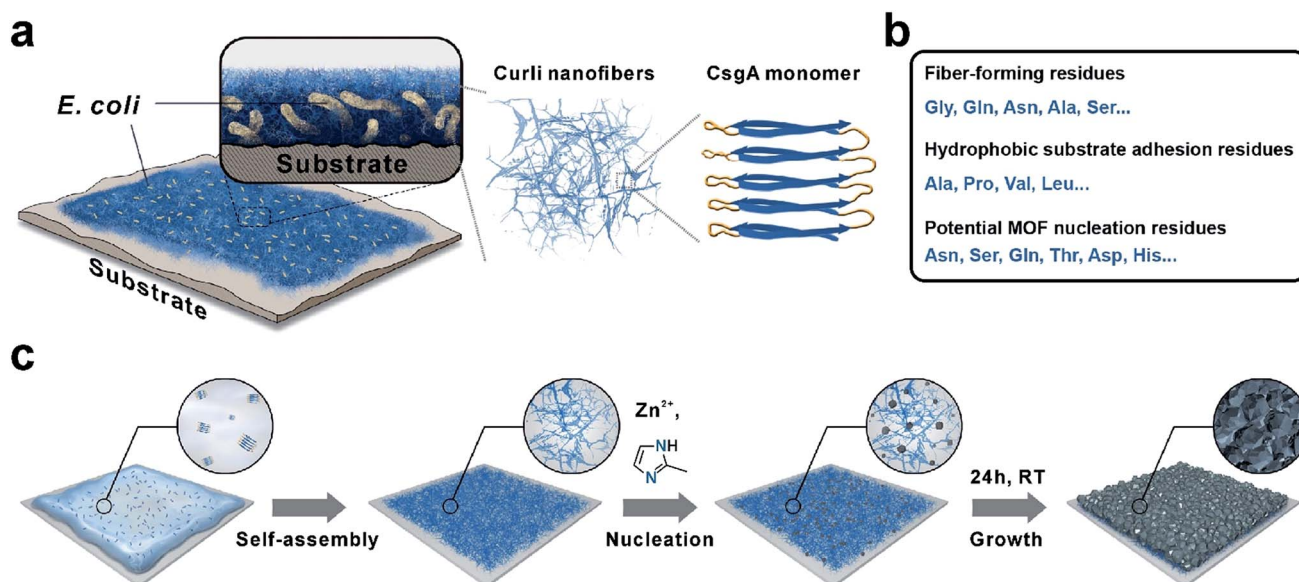 a
E. coli
Substrate
Substrate
Curli nanofibers
CsgA monomer
b
Fiber-forming residues
Gly, Gln, Asn, Ala, Ser...
Hydrophobic substrate adhesion residues
Ala, Pro, Val, Leu...
Potential MOF nucleation residues
Asn, Ser, Gln, Thr, Asp, His...
c
Self-assembly
Zn²⁺,
NH
N
Nucleation
24h, RT
Growth